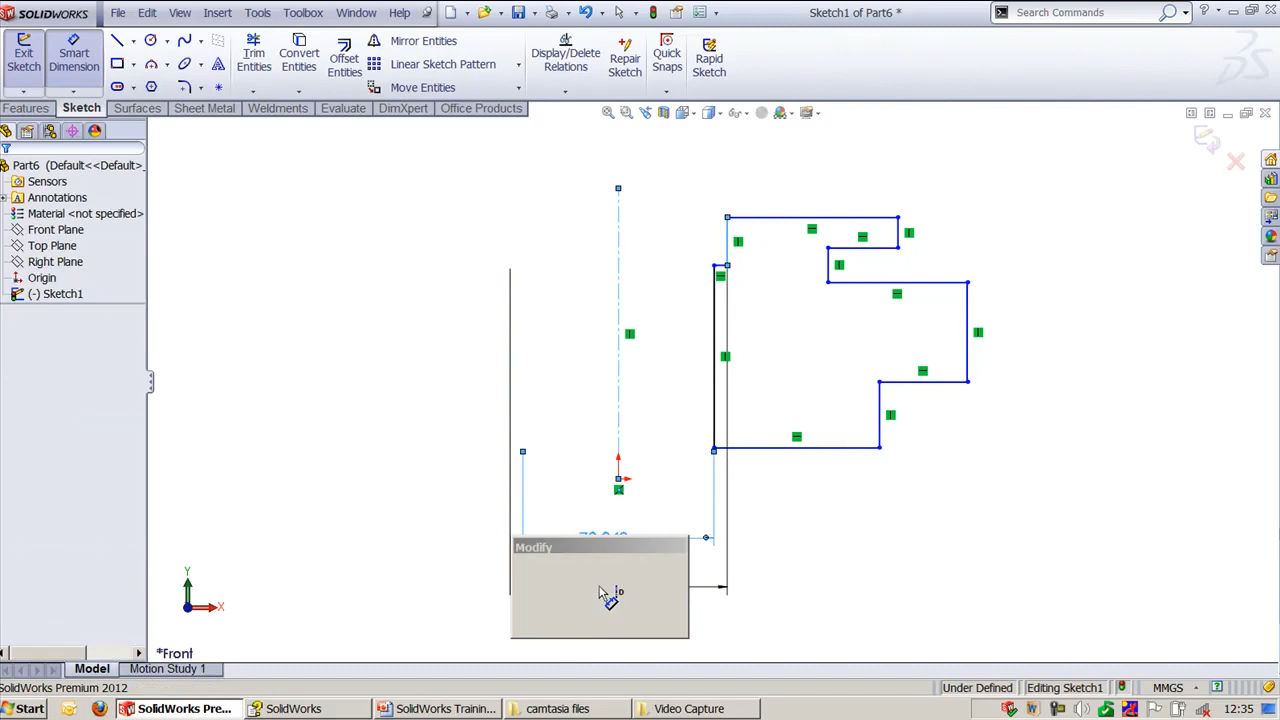 SOLIDWORKS File Edit View Insert Tools Toolbox Window Help Sketch1 of Part6 * Search Commands
Exit Sketch
Smart Dimension
Trim Entities
Convert Entities
Offset Entities
Mirror Entities
Linear Sketch Pattern
Move Entities
Display/Delete Relations
Repair Sketch
Quick Snaps
Rapid Sketch
Features Sketch Surfaces Sheet Metal Weldments Evaluate DimXpert Office Products
Part6 (Default<<Default>_
Sensors
Annotations
Material <not specified>
Front Plane
Top Plane
Right Plane
Origin
(-) Sketch1
Modify
D
Y
X
*Front
Model Motion Study 1
SolidWorks Premium 2012 Under Defined Editing Sketch1 MMGS
Start SolidWorks Pre... SolidWorks SolidWorks Trainin... camtasia files Video Capture 12:35